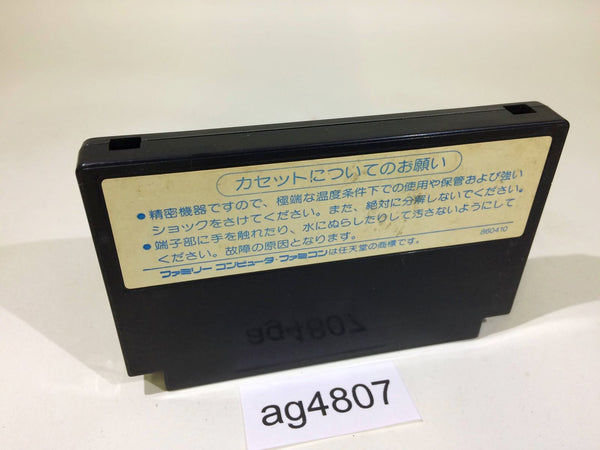 カセットについてのお願い
●精密機器ですので、極端な温度条件下での使用や保管および強い
ショックをさけてください。また、絶対に分解しないでください。
●端子部に手を触れたり、水にぬらしたりして汚さないようにして
ください。故障の原因となります。
860410
ファミリーコンピュータ・ファミコンは任天堂の商標です。
ag4807
ag4807